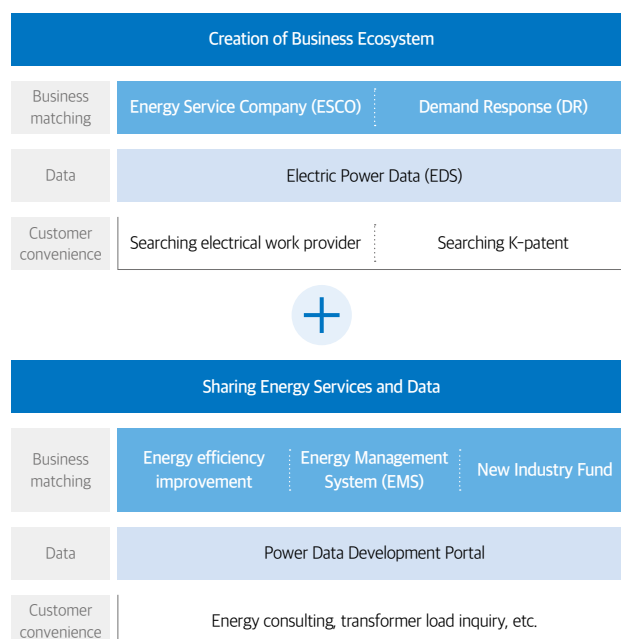 Creation of Business Ecosystem
Business
matching
Energy Service Company (ESCO)
Demand Response (DR)
Data
Electric Power Data (EDS)
Customer
convenience
Searching electrical work provider
Searching K-patent
+
Sharing Energy Services and Data
Business
matching
Energy efficiency
improvement
Energy Management
System (EMS)
New Industry Fund
Data
Power Data Development Portal
Customer
convenience
Energy consulting, transformer load inquiry, etc.